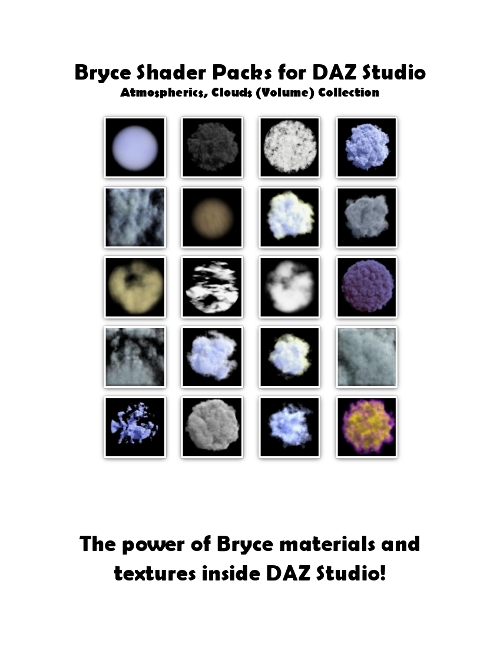 Bryce Shader Packs for DAZ Studio
Atmospherics, Clouds (Volume) Collection
The power of Bryce materials and
textures inside DAZ Studio!